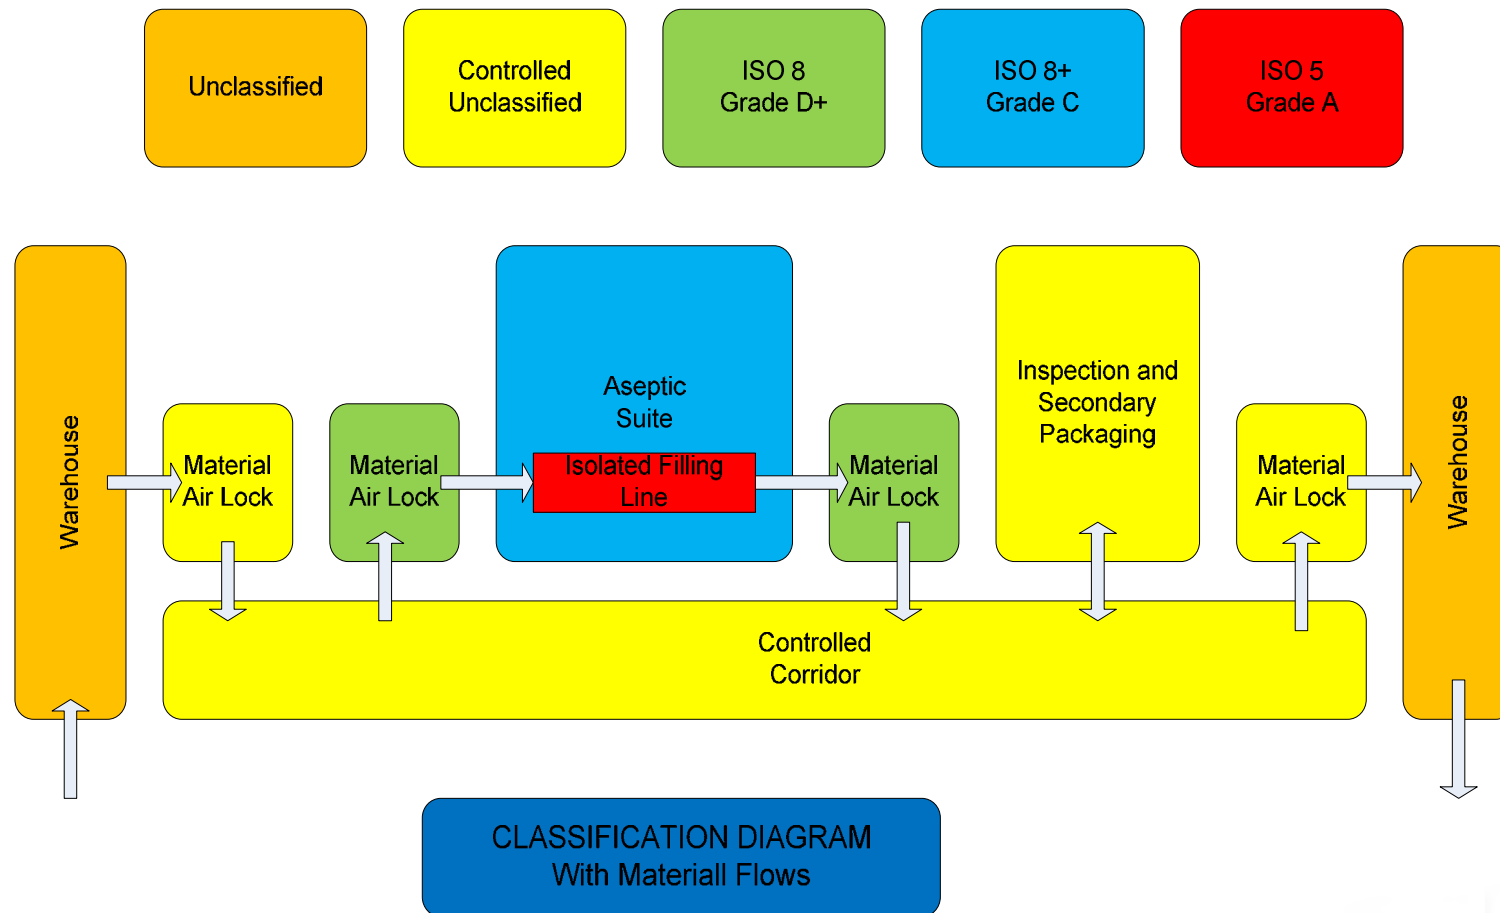 Unclassified
Controlled
Unclassified
ISO 8
Grade D+
ISO 8+
Grade C
ISO 5
Grade A
Warehouse
Material
Air Lock
Material
Air Lock
Aseptic
Suite
Isolated Filling
Line
Material
Air Lock
Inspection and
Secondary
Packaging
Material
Air Lock
Warehouse
Controlled
Corridor
CLASSIFICATION DIAGRAM
With Materiall Flows